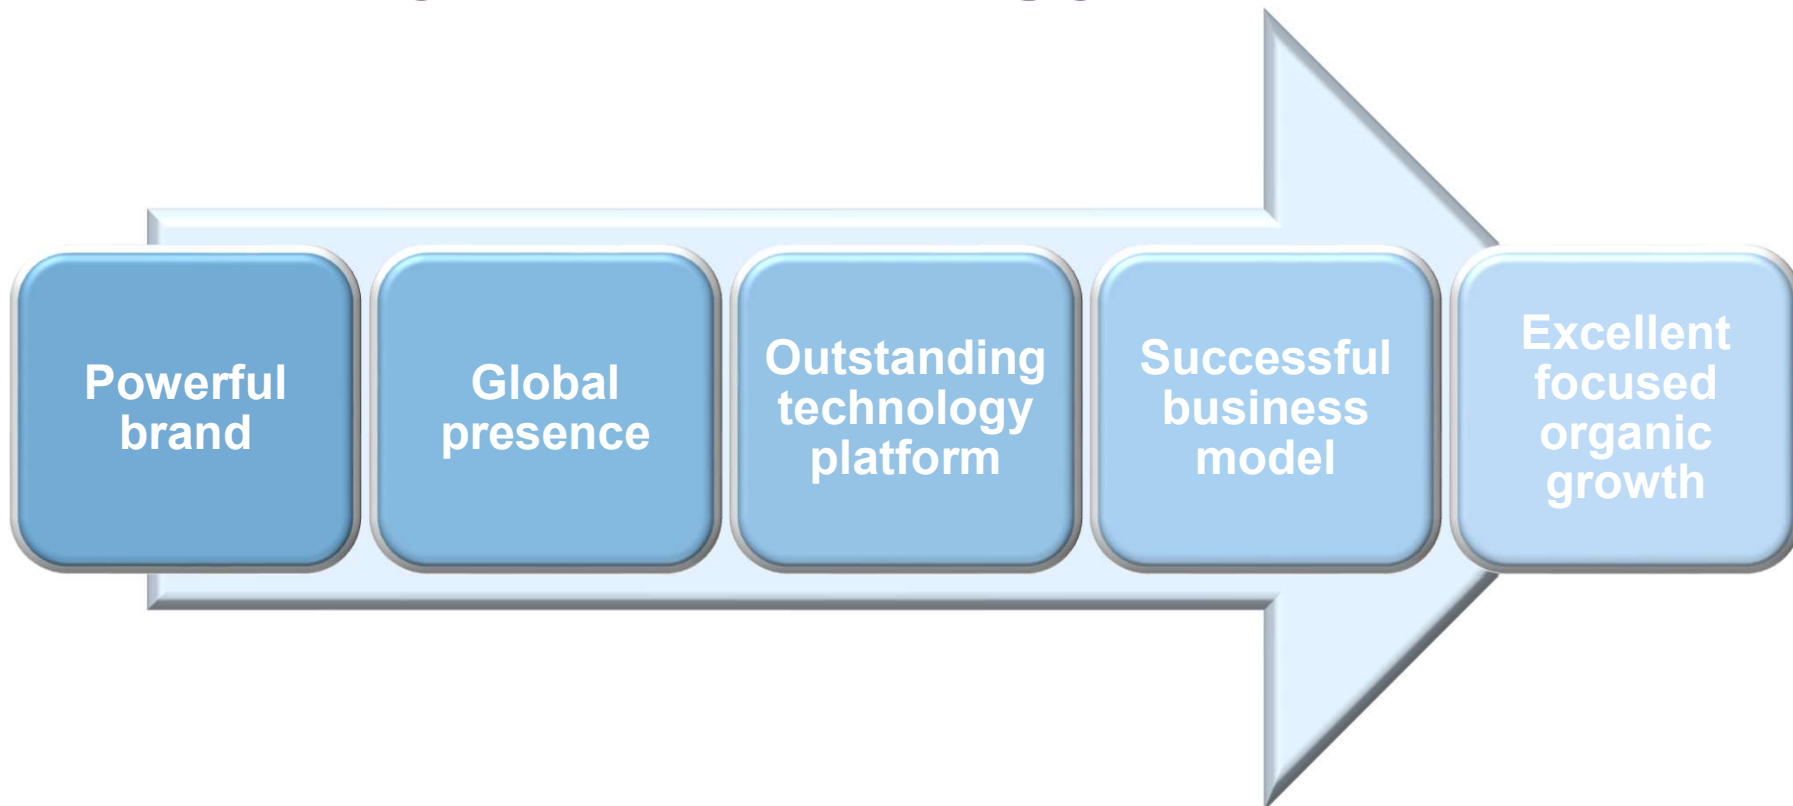 Powerful
brand
Global
presence
Outstanding
technology
platform
Successful
business
model
Excellent
focused
organic
growth